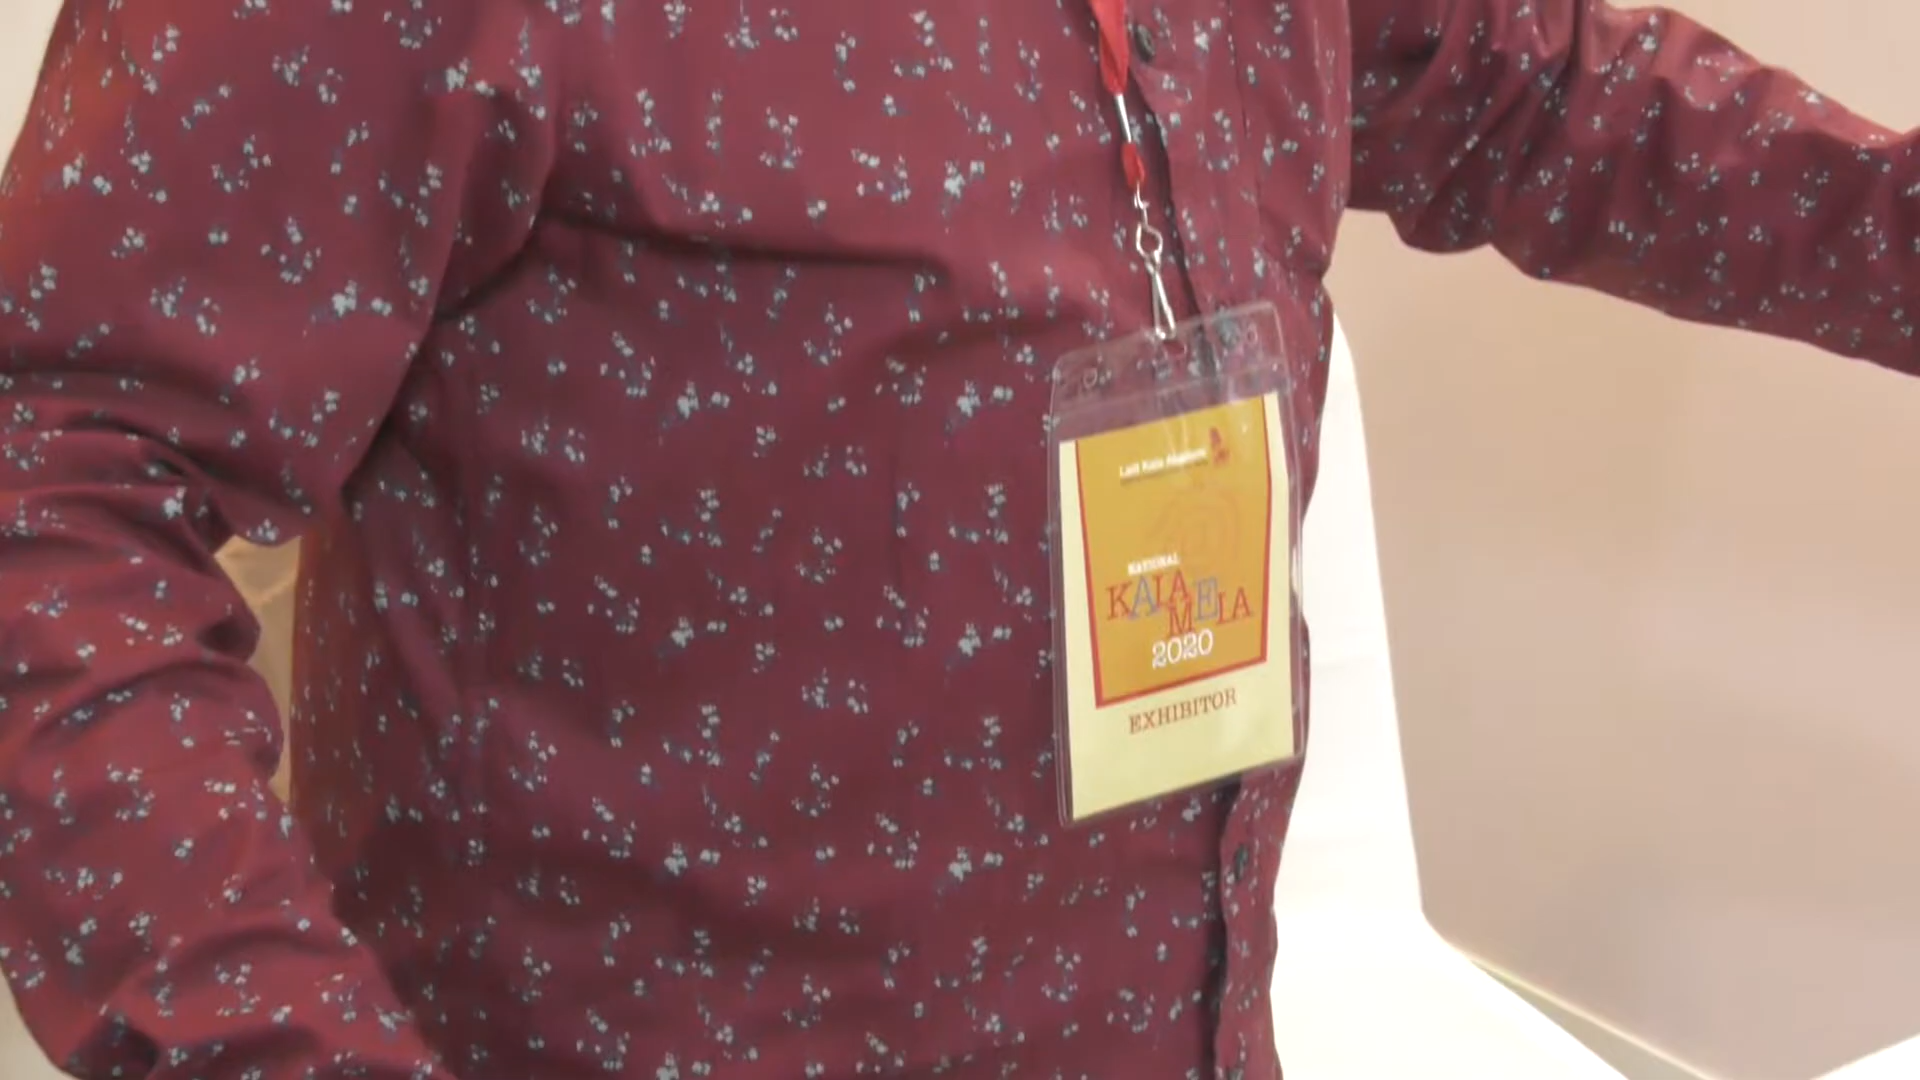 Lalit Kala Akademi
NATIONAL
KALA
MELA
2020
EXHIBITOR